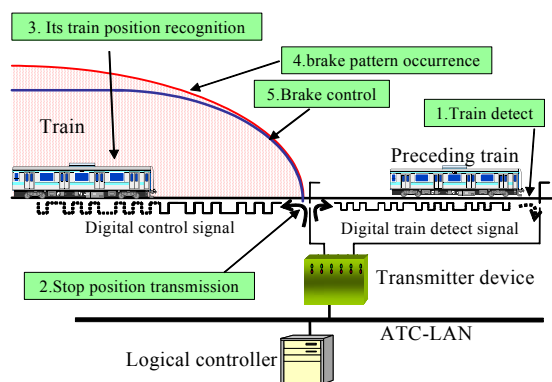 3. Its train position recognition
4.brake pattern occurrence
5.Brake control
1.Train detect
Train
Preceding train
Digital control signal
Digital train detect signal
2.Stop position transmission
Transmitter device
ATC-LAN
Logical controller